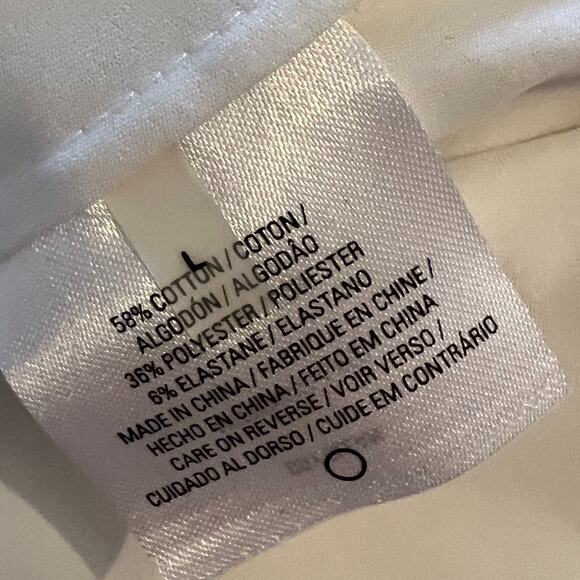 L
58% COTTON / COTON /
ALGODÓN / ALGODÃO
36% POLYESTER / POLIESTER
6% ELASTANE / ELASTANO
MADE IN CHINA / FABRIQUE EN CHINE /
HECHO EN CHINA / FEITO EM CHINA
CARE ON REVERSE / VOIR VERSO /
CUIDADO AL DORSO / CUIDE EM CONTRÁRIO